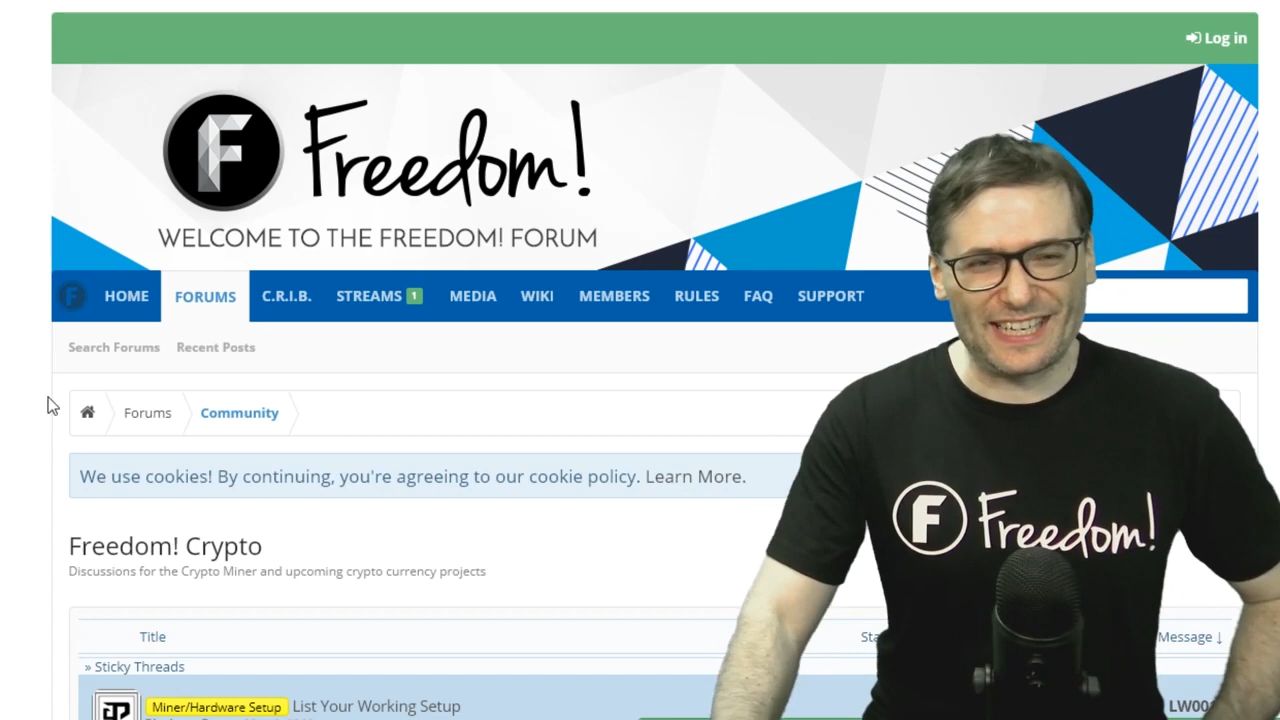 Log in
F Freedom!
WELCOME TO THE FREEDOM! FORUM
F HOME FORUMS C.R.I.B. STREAMS 1 MEDIA WIKI MEMBERS RULES FAQ SUPPORT
Search Forums Recent Posts
Forums Community
We use cookies! By continuing, you're agreeing to our cookie policy. Learn More.
F Freedom!
Freedom! Crypto
Discussions for the Crypto Miner and upcoming crypto currency projects
Title Message ↓
» Sticky Threads
Miner/Hardware Setup List Your Working Setup